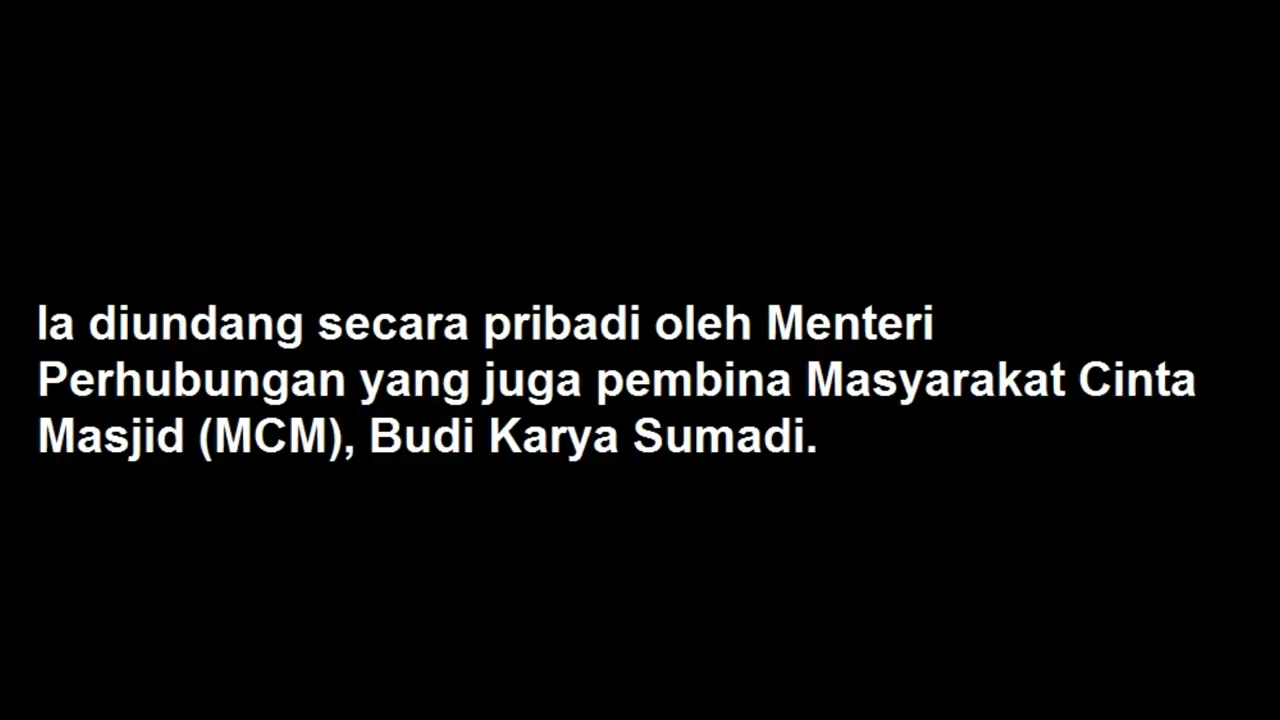 Ia diundang secara pribadi oleh Menteri
Perhubungan yang juga pembina Masyarakat Cinta
Masjid (MCM), Budi Karya Sumadi.